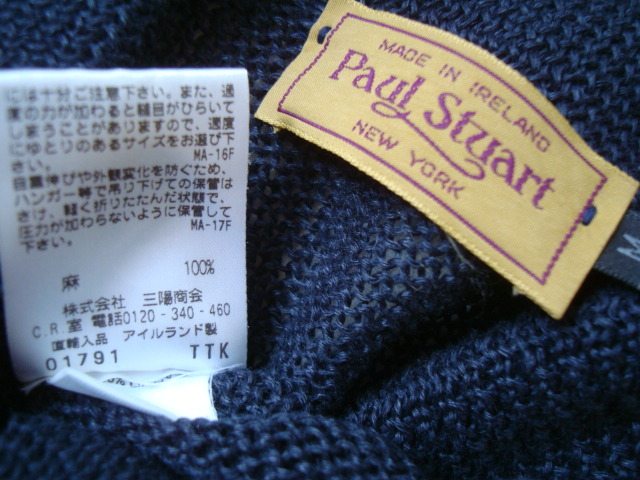 には十分ご注意下さい。また、過
度の力が加わると縫目がひらいて
しまうことがありますので、適度
にゆとりのあるサイズをお選び下
さい。
MA-16F
自重伸びや外観変化を防ぐため、
ハンガー等で吊り下げての保管は
さけ、軽く折りたたんだ状態で、
圧力が加わらないように保管して
下さい。
MA-17F
麻 100%
株式会社 三陽商会
C.R室 電話0120-340-460
直輸入品 アイルランド製
01791 TTK
MADE IN IRELAND
Paul Stuart
NEW YORK